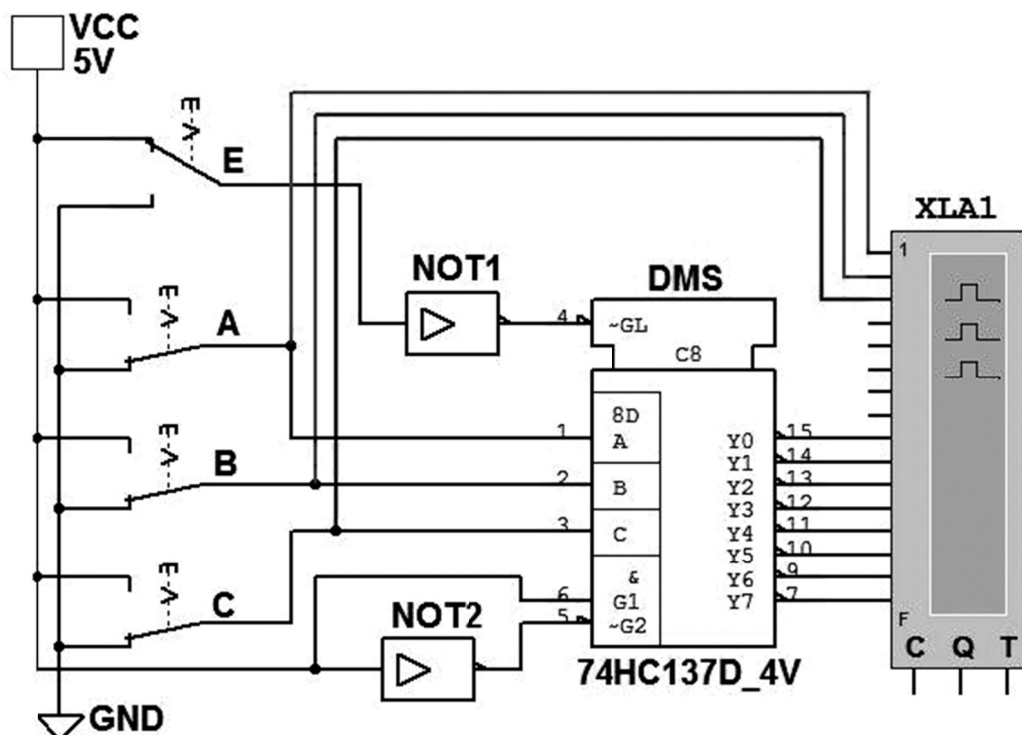 VCC
5V
E
XLA1
1
NOT1
DMS
4
~GL
C8
A
8D
1
A
Y0
15
Y1
14
B
2
B
Y2
13
Y3
12
3
C
Y4
11
Y5
10
&
Y6
9
C
6
G1
Y7
7
NOT2
5
~G2
F
C Q T
74HC137D_4V
GND